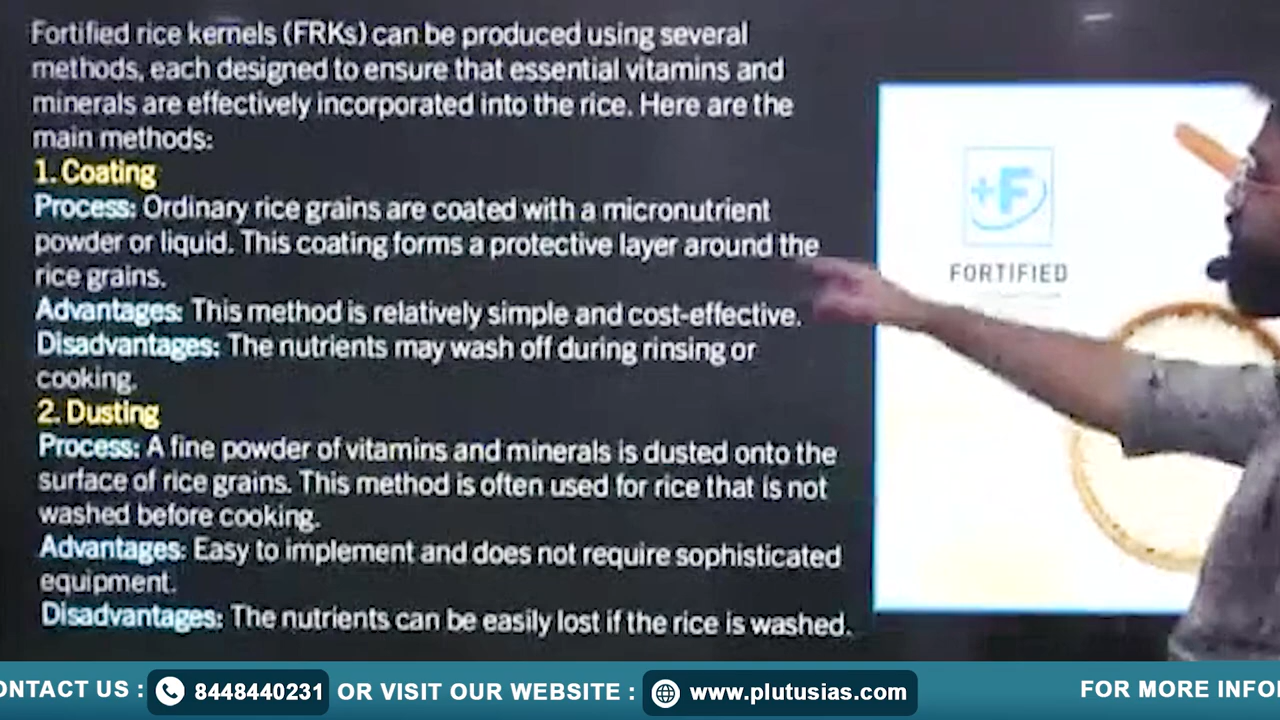 Fortified rice kernels (FRKs) can be produced using several
methods, each designed to ensure that essential vitamins and
minerals are effectively incorporated into the rice. Here are the
main methods:
1. Coating
Process: Ordinary rice grains are coated with a micronutrient
powder or liquid. This coating forms a protective layer around the
rice grains.
Advantages: This method is relatively simple and cost-effective.
Disadvantages: The nutrients may wash off during rinsing or
cooking.
2. Dusting
Process: A fine powder of vitamins and minerals is dusted onto the
surface of rice grains. This method is often used for rice that is not
washed before cooking.
Advantages: Easy to implement and does not require sophisticated
equipment.
Disadvantages: The nutrients can be easily lost if the rice is washed.
+F
FORTIFIED
ONTACT US : 8448440231 OR VISIT OUR WEBSITE : www.plutusias.com
FOR MORE INFO